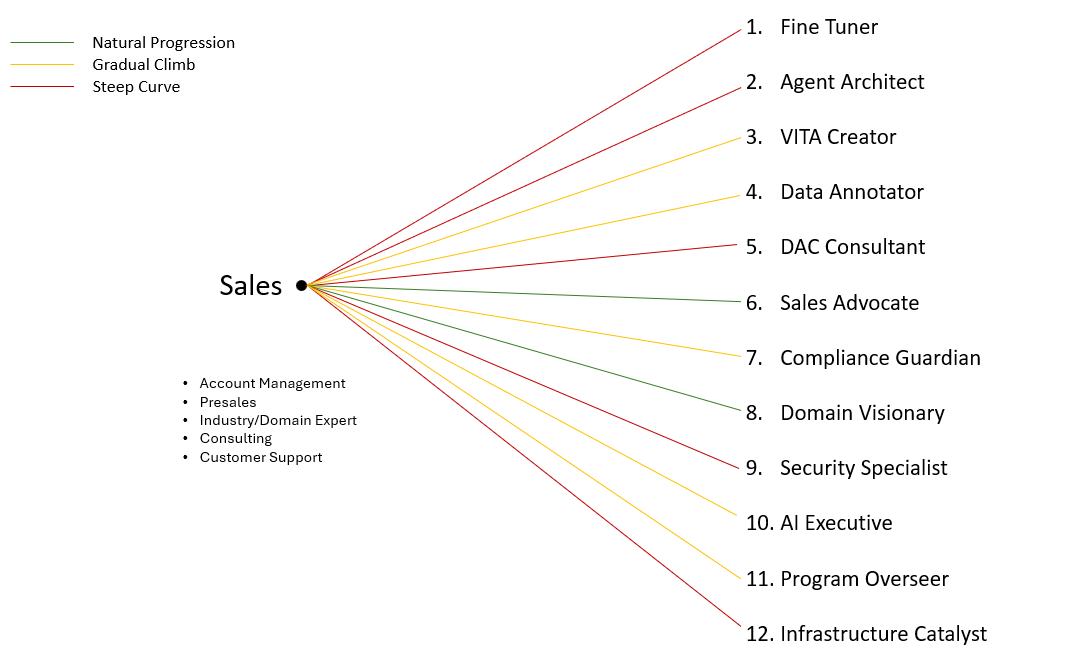 Natural Progression
Gradual Climb
Steep Curve
1. Fine Tuner
2. Agent Architect
3. VITA Creator
4. Data Annotator
5. DAC Consultant
6. Sales Advocate
7. Compliance Guardian
8. Domain Visionary
9. Security Specialist
10. AI Executive
11. Program Overseer
12. Infrastructure Catalyst
Sales
• Account Management
• Presales
• Industry/Domain Expert
• Consulting
• Customer Support